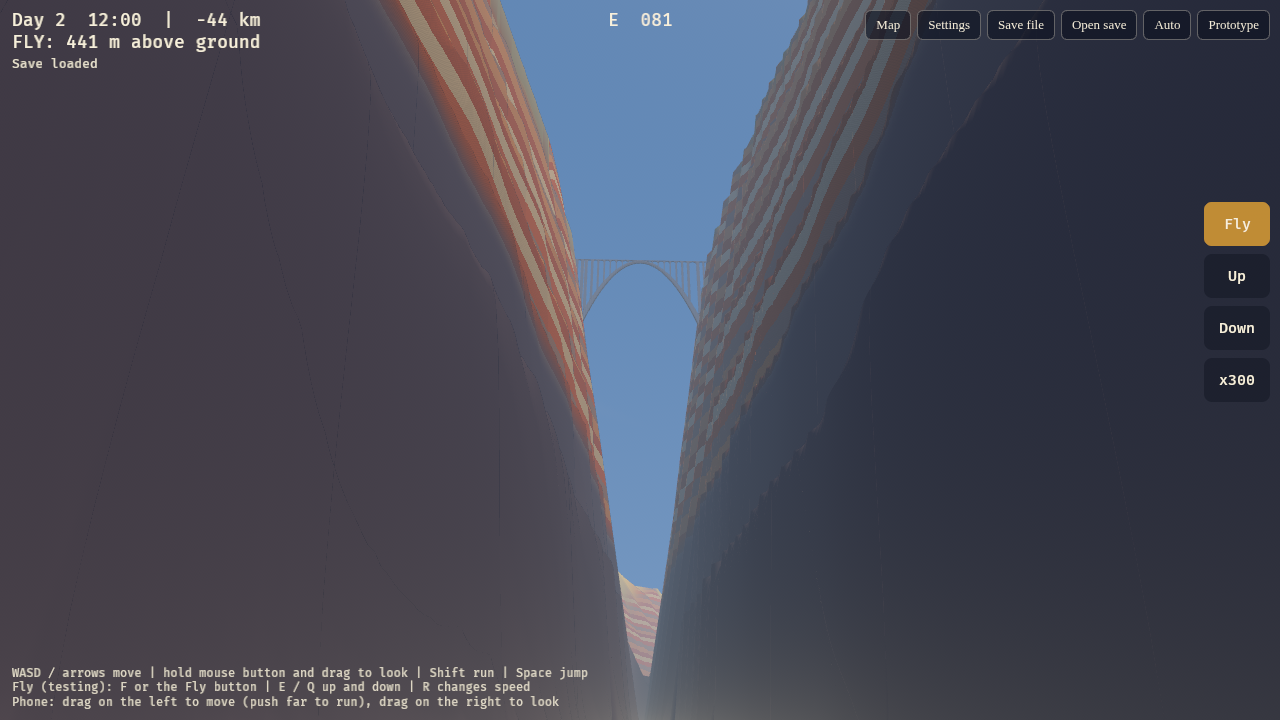 Day 2  12:00  |  -44 km
FLY: 441 m above ground
Save loaded
E  081
Map
Settings
Save file
Open save
Auto
Prototype
Fly
Up
Down
x300
WASD / arrows move | hold mouse button and drag to look | Shift run | Space jump
Fly (testing): F or the Fly button | E / Q up and down | R changes speed
Phone: drag on the left to move (push far to run), drag on the right to look